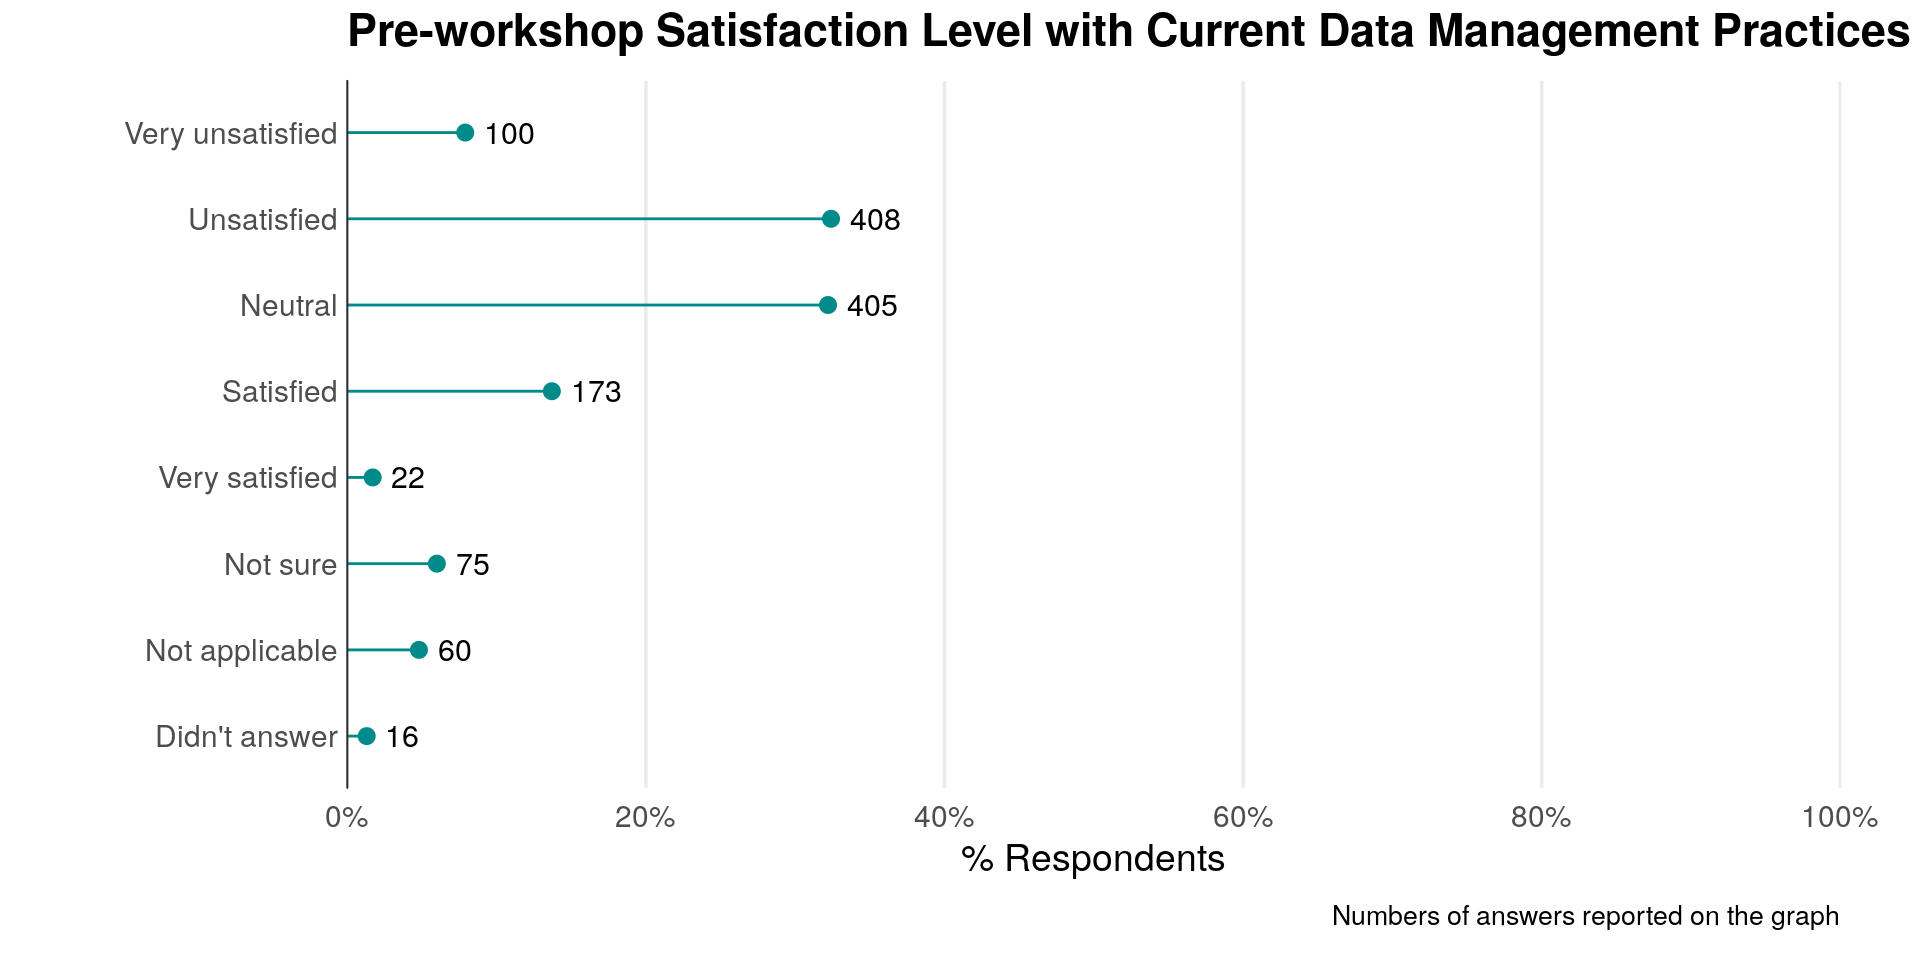 Pre-workshop Satisfaction Level with Current Data Management Practices
Very unsatisfied 100
Unsatisfied 408
Neutral 405
Satisfied 173
Very satisfied 22
Not sure 75
Not applicable 60
Didn't answer 16
0% 20% 40% 60% 80% 100%
% Respondents
Numbers of answers reported on the graph